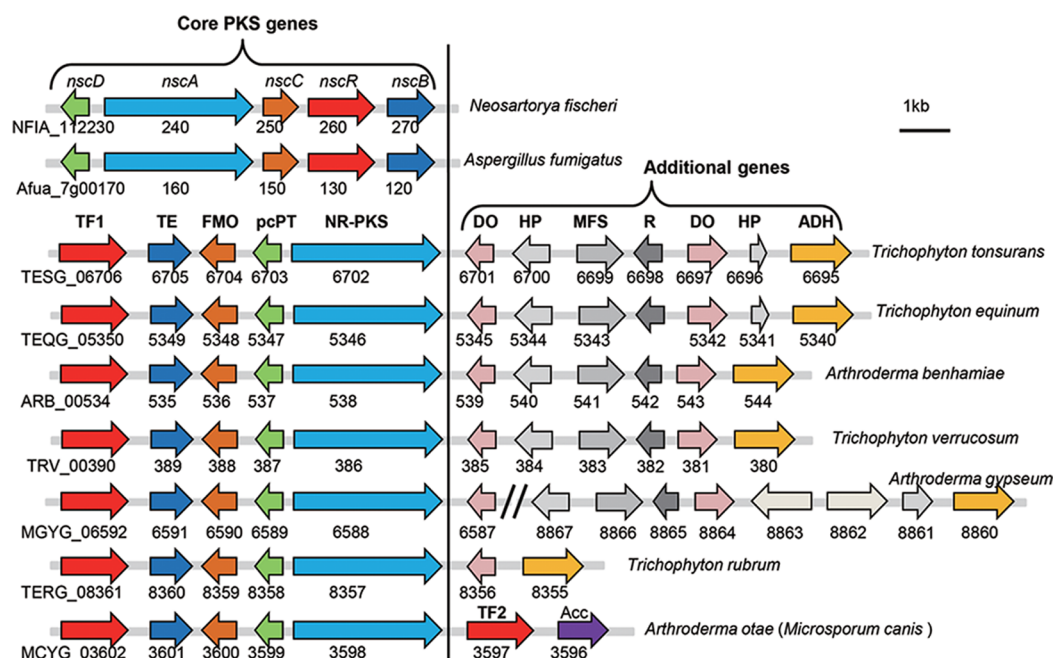 Core PKS genes
nscD nscA nscC nscR nscB
Neosartorya fischeri
1kb
NFIA_112230 240 250 260 270
Aspergillus fumigatus
Afua_7g00170 160 150 130 120
Additional genes
TF1 TE FMO pcPT NR-PKS DO HP MFS R DO HP ADH
Trichophyton tonsurans
TESG_06706 6705 6704 6703 6702 6701 6700 6699 6698 6697 6696 6695
Trichophyton equinum
TEQG_05350 5349 5348 5347 5346 5345 5344 5343 5342 5341 5340
Arthroderma benhamiae
ARB_00534 535 536 537 538 539 540 541 542 543 544
Trichophyton verrucosum
TRV_00390 389 388 387 386 385 384 383 382 381 380
Arthroderma gypseum
MGYG_06592 6591 6590 6589 6588 6587 8867 8866 8865 8864 8863 8862 8861 8860
Trichophyton rubrum
TERG_08361 8360 8359 8358 8357 8356 8355
TF2 Acc
Arthroderma otae (Microsporum canis )
MCYG_03602 3601 3600 3599 3598 3597 3596